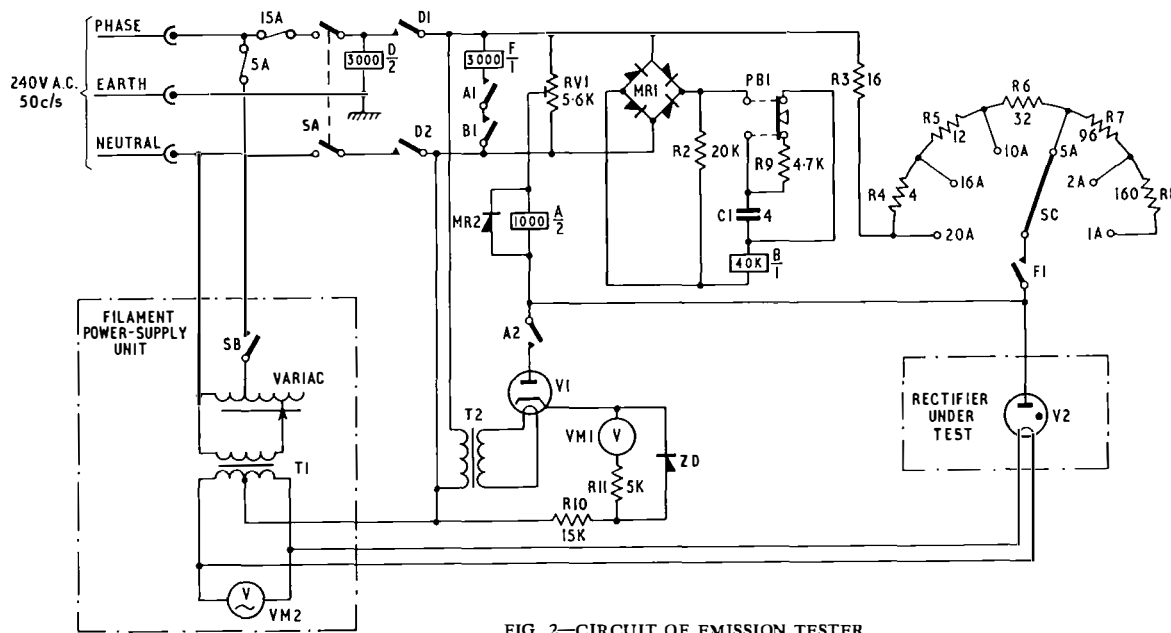 PHASE
15A
D1
5A
3000 D/2
3000 F/1
240V A.C.
50c/s
EARTH
A1
B1
RV1
5·6K
MR1
PB1
R3 16
R6
32
R5
12
10A
5A
R7
96
NEUTRAL
SA
D2
R2
20K
R9
4·7K
16A
2A
R4 4
SC
160 R8
MR2
1000 A/2
C1 4
40K B/1
20A
1A
F1
FILAMENT
POWER-SUPPLY
UNIT
SB
VARIAC
A2
V1
T2
VM1 V
ZD
RECTIFIER
UNDER
TEST
V2
T1
R11 5K
R10
15K
V
VM2
FIG. 2—CIRCUIT OF EMISSION TESTER